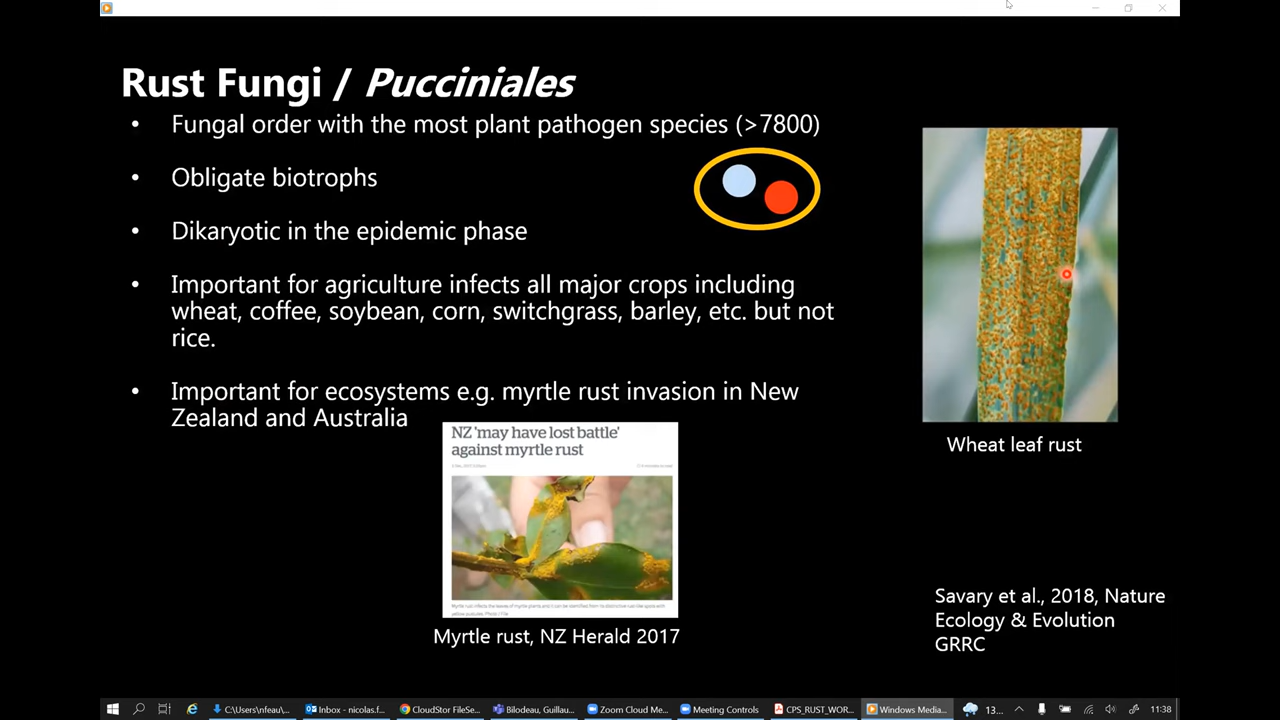 Rust Fungi / Pucciniales
• Fungal order with the most plant pathogen species (>7800)
• Obligate biotrophs
• Dikaryotic in the epidemic phase
• Important for agriculture infects all major crops including
wheat, coffee, soybean, corn, switchgrass, barley, etc. but not
rice.
• Important for ecosystems e.g. myrtle rust invasion in New
Zealand and Australia
NZ 'may have lost battle'
against myrtle rust
Myrtle rust, NZ Herald 2017
Wheat leaf rust
Savary et al., 2018, Nature
Ecology & Evolution
GRRC
C:\Users\nfeau\...
Inbox - nicolas.f...
CloudStor FileSe...
Bilodeau, Guillau...
Zoom Cloud Me...
Meeting Controls
CPS_RUST_WOR...
Windows Media...
13...
11:38